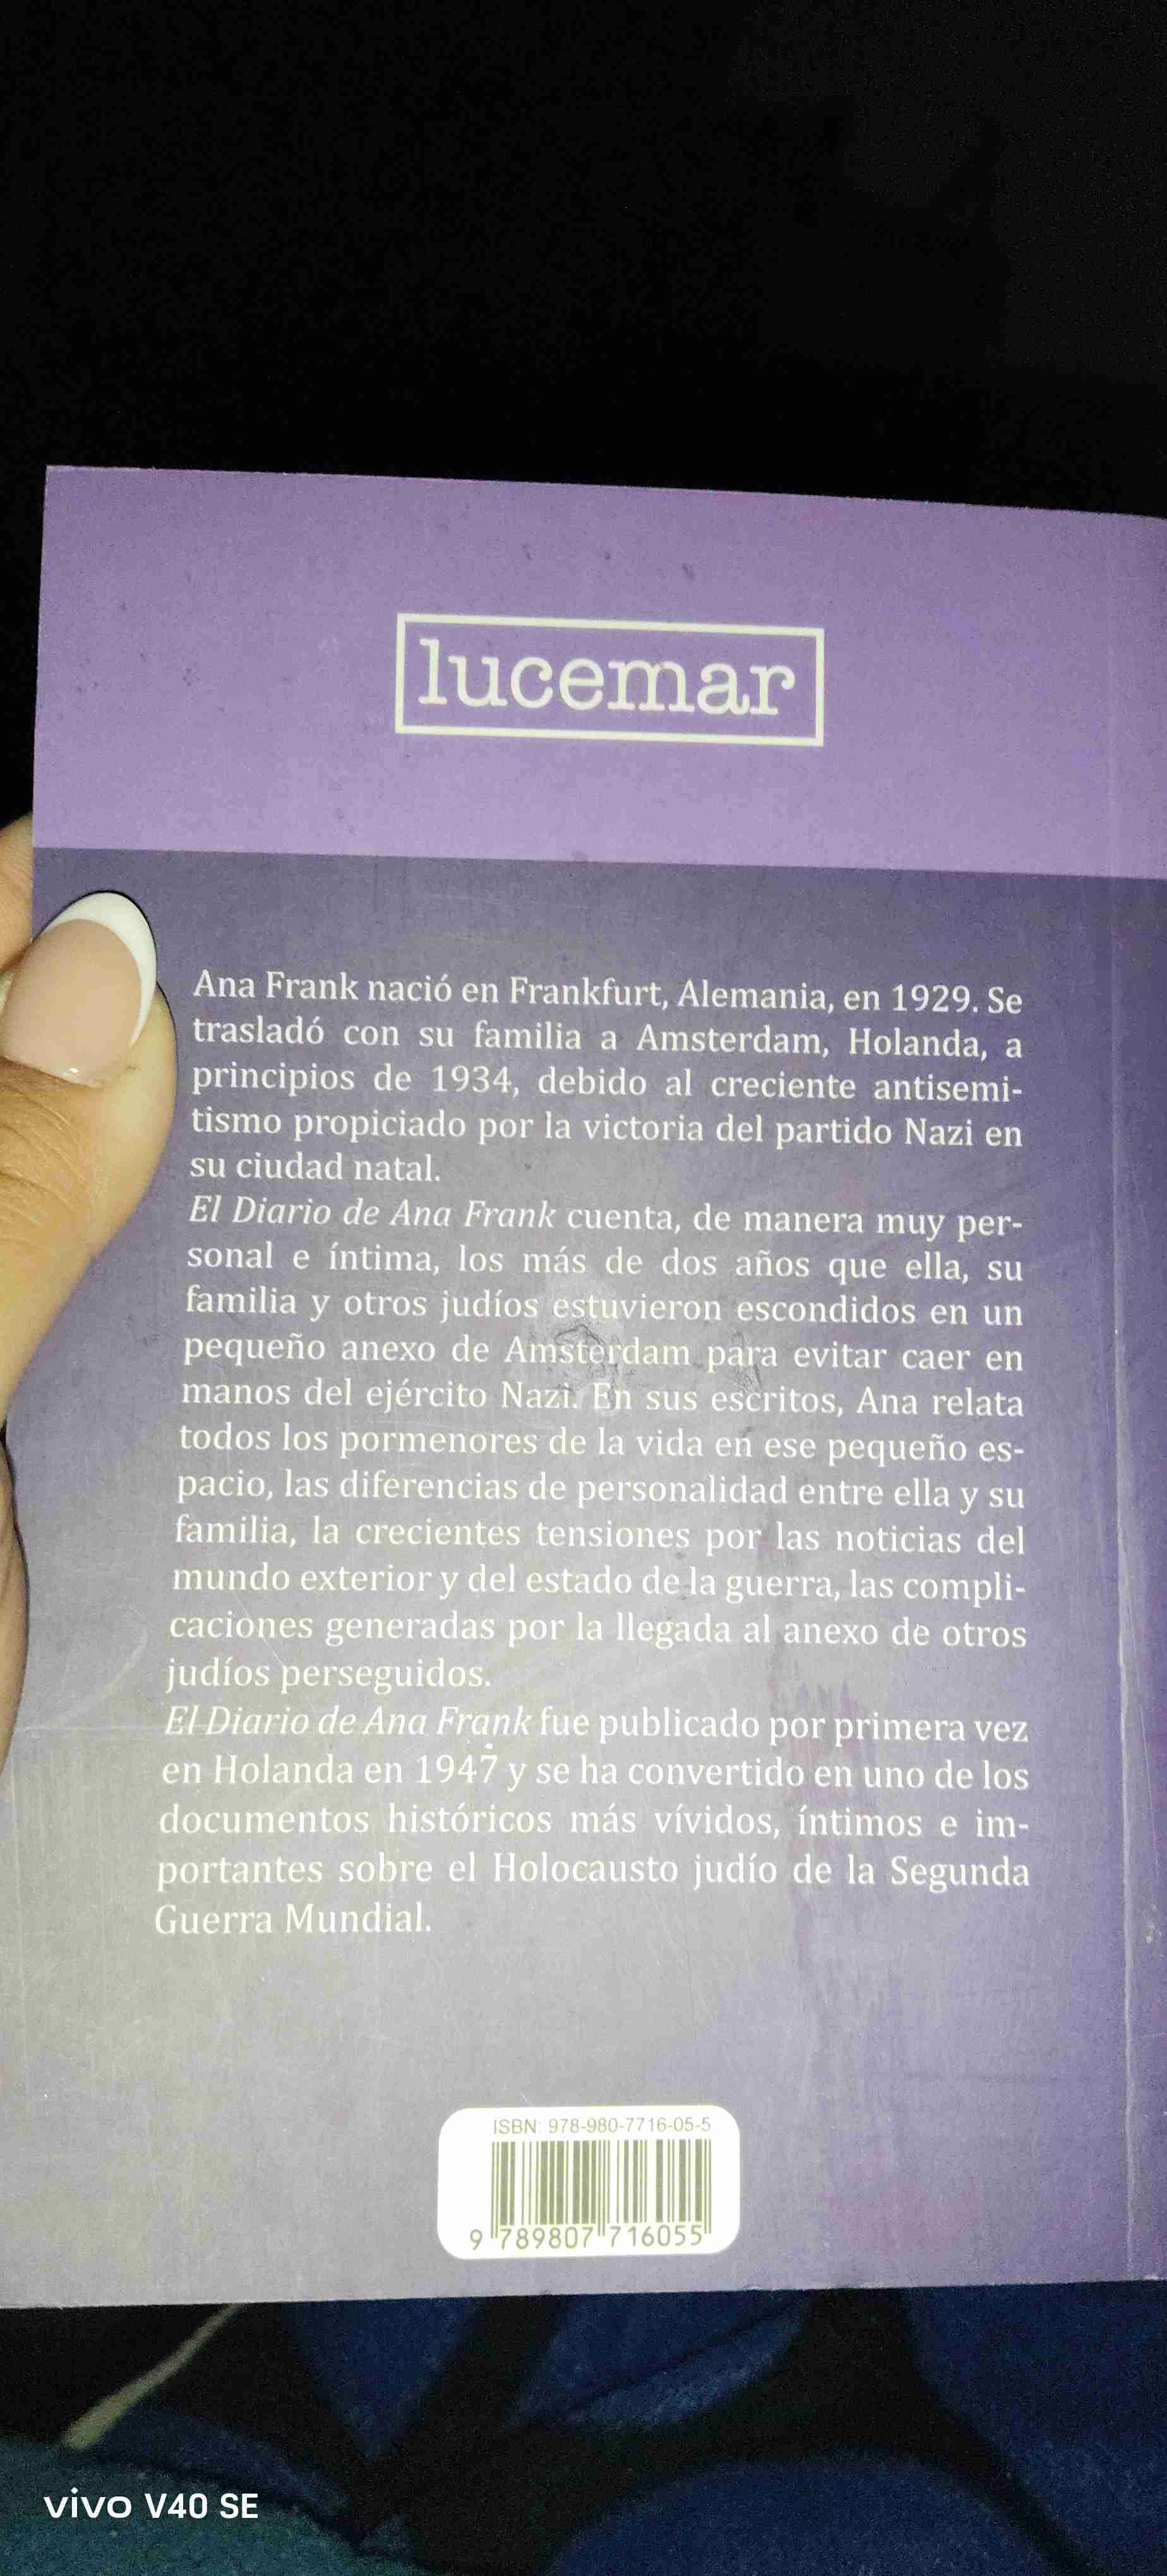 lucemar
Ana Frank nació en Frankfurt, Alemania, en 1929. Se
trasladó con su familia a Amsterdam, Holanda, a
principios de 1934, debido al creciente antisemi-
tismo propiciado por la victoria del partido Nazi en
su ciudad natal.
El Diario de Ana Frank cuenta, de manera muy per-
sonal e íntima, los más de dos años que ella, su
familia y otros judíos estuvieron escondidos en un
pequeño anexo de Amsterdam para evitar caer en
manos del ejército Nazi. En sus escritos, Ana relata
todos los pormenores de la vida en ese pequeño es-
pacio, las diferencias de personalidad entre ella y su
familia, la crecientes tensiones por las noticias del
mundo exterior y del estado de la guerra, las compli-
caciones generadas por la llegada al anexo de otros
judíos perseguidos.
El Diario de Ana Frank fue publicado por primera vez
en Holanda en 1947 y se ha convertido en uno de los
documentos históricos más vívidos, íntimos e im-
portantes sobre el Holocausto judío de la Segunda
Guerra Mundial.
ISBN: 978-980-7716-05-5
9 789807 716055
vivo V40 SE